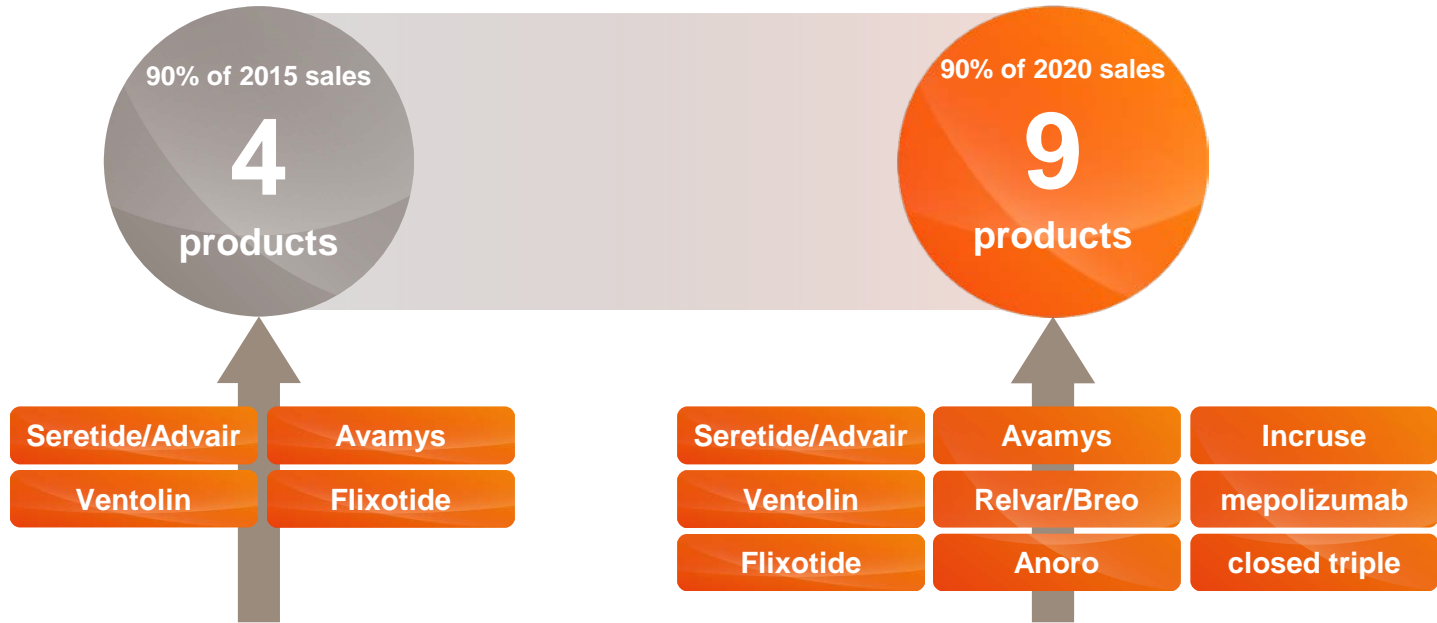 90% of 2015 sales
4
products
90% of 2020 sales
9
products
Seretide/Advair
Avamys
Ventolin
Flixotide
Seretide/Advair
Avamys
Incruse
Ventolin
Relvar/Breo
mepolizumab
Flixotide
Anoro
closed triple